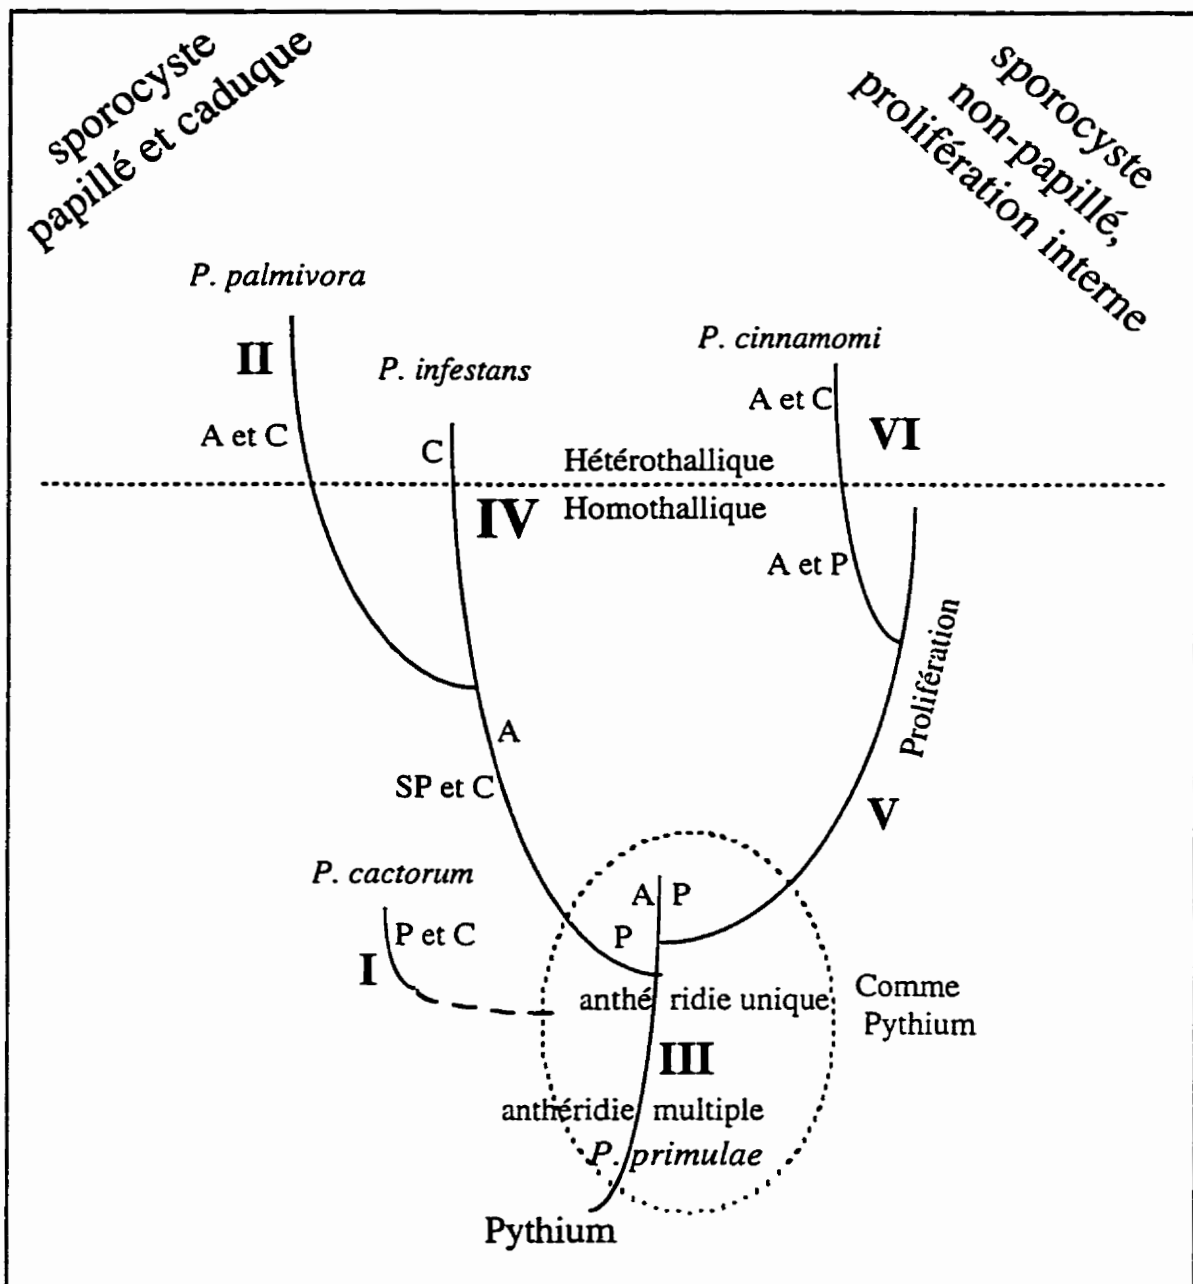 sporocyste
papillé et caduque
sporocyste
non-papillé,
prolifération interne
P. palmivora
II
P. infestans
P. cinnamomi
A et C
A et C
C
VI
Hétérothallique
IV
Homothallique
A et P
Prolifération
A
SP et C
V
P. cactorum
A P
P et C
P
I
anthé ridie unique
Comme
Pythium
III
anthéridie multiple
P. primulae
Pythium